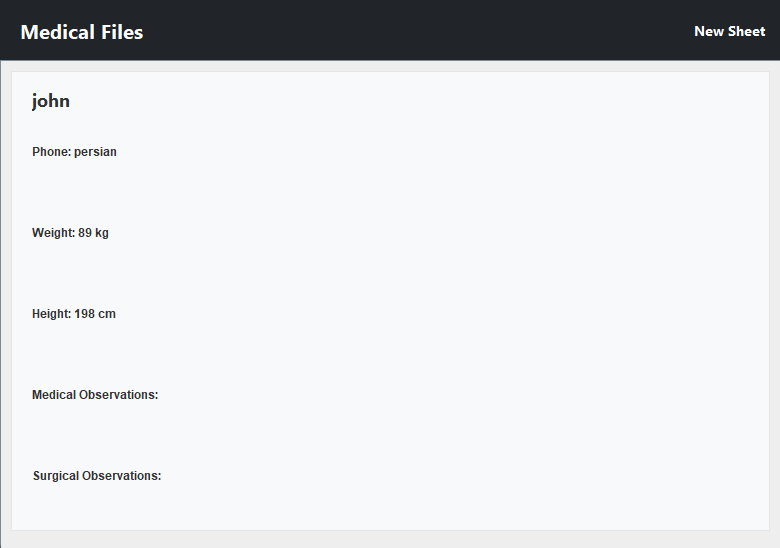 Medical Files
New Sheet
john
Phone: persian
Weight: 89 kg
Height: 198 cm
Medical Observations:
Surgical Observations: